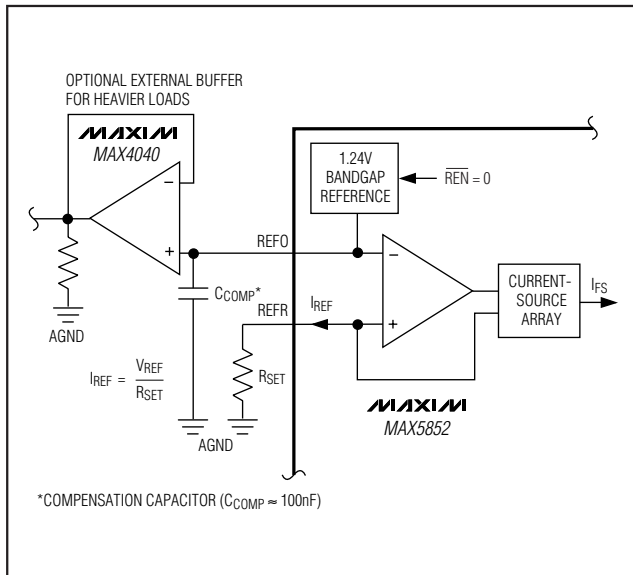 OPTIONAL EXTERNAL BUFFER
FOR HEAVIER LOADS
MAXIM
MAX4040
−
+
AGND
1.24V
BANDGAP
REFERENCE
R̅E̅N̅ = 0
REFO
CCOMP*
REFR
IREF
−
+
CURRENT-
SOURCE
ARRAY
IFS
IREF = VREF
RSET
RSET
AGND
MAXIM
MAX5852
*COMPENSATION CAPACITOR (CCOMP ≈ 100nF)